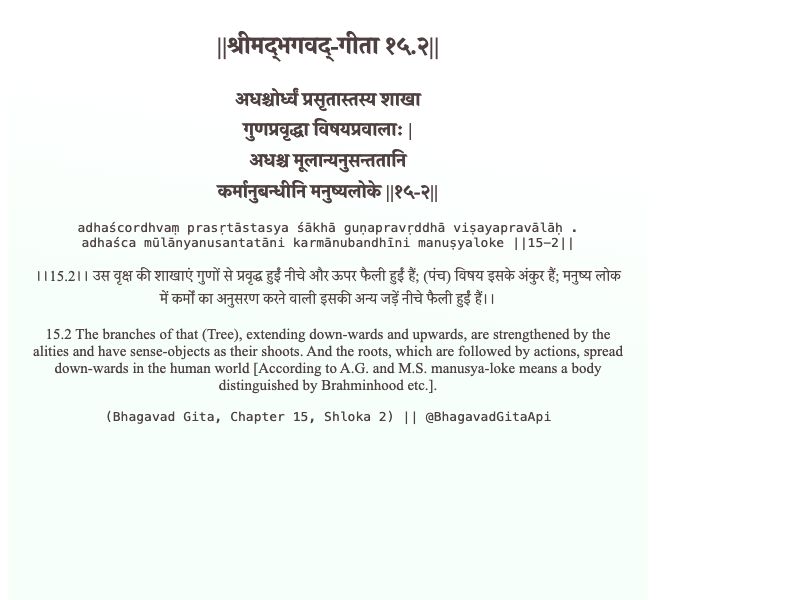 ||श्रीमद्‍भगवद्-गीता १५.२||
अधश्चोर्ध्वं प्रसृतास्तस्य शाखा
गुणप्रवृद्धा विषयप्रवालाः |
अधश्च मूलान्यनुसन्ततानि
कर्मानुबन्धीनि मनुष्यलोके ||१५-२||
adhaścordhvaṃ prasṛtāstasya śākhā guṇapravṛddhā viṣayapravālāḥ .
adhaśca mūlānyanusantatāni karmānubandhīni manuṣyaloke ||15-2||
।।15.2।। उस वृक्ष की शाखाएं गुणों से प्रवृद्ध हुईं नीचे और ऊपर फैली हुईं हैं; (पंच) विषय इसके अंकुर हैं; मनुष्य लोक
में कर्मों का अनुसरण करने वाली इसकी अन्य जड़ें नीचे फैली हुईं हैं।।
15.2 The branches of that (Tree), extending down-wards and upwards, are strengthened by the
alities and have sense-objects as their shoots. And the roots, which are followed by actions, spread
down-wards in the human world [According to A.G. and M.S. manusya-loke means a body
distinguished by Brahminhood etc.].
(Bhagavad Gita, Chapter 15, Shloka 2) || @BhagavadGitaApi